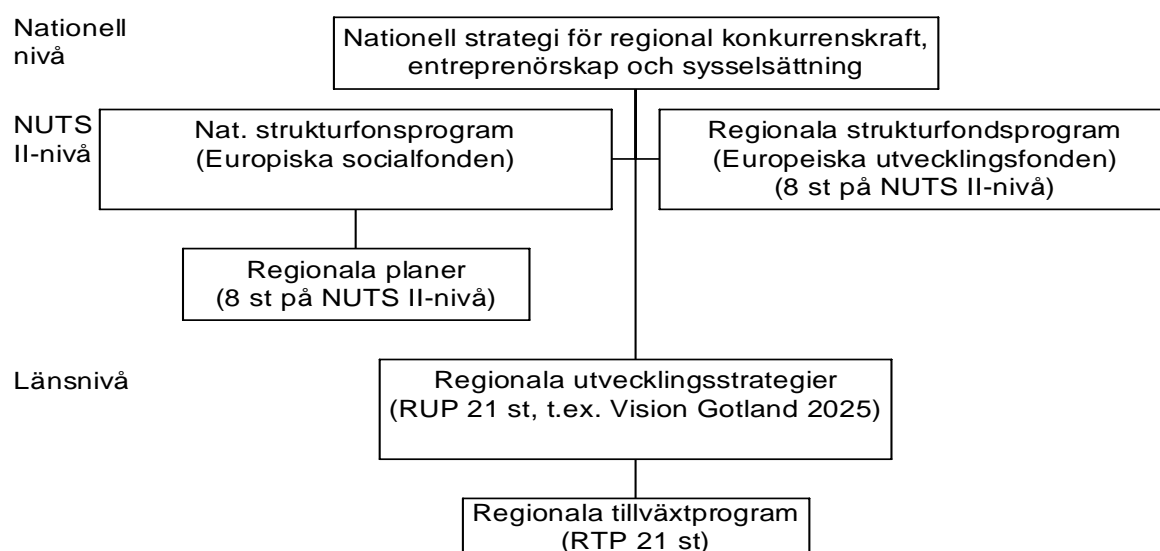 Nationell
nivå
Nationell strategi för regional konkurrenskraft,
entreprenörskap och sysselsättning
NUTS
II-nivå
Nat. strukturfonsprogram
(Europiska socialfonden)
Regionala strukturfondsprogram
(Europeiska utvecklingsfonden)
(8 st på NUTS II-nivå)
Regionala planer
(8 st på NUTS II-nivå)
Länsnivå
Regionala utvecklingsstrategier
(RUP 21 st, t.ex. Vision Gotland 2025)
Regionala tillväxtprogram
(RTP 21 st)